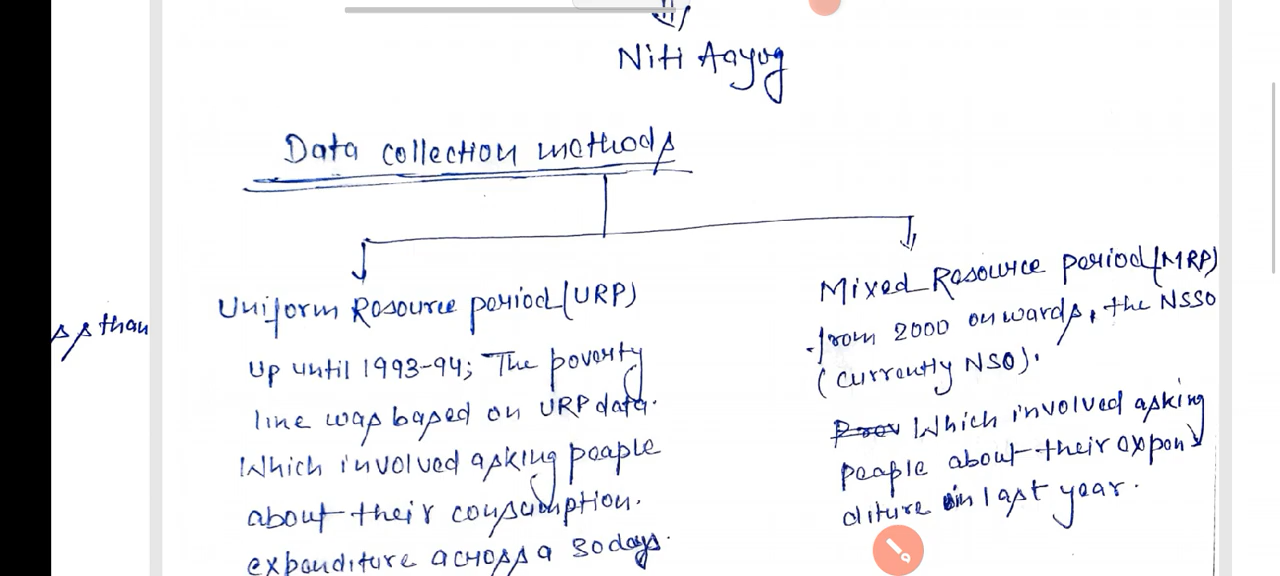 Niti Aayog
Data collection methods
Uniform Resource period (URP)
Up until 1993-94; The poverty
line was based on URP data.
Which involved asking people
about their consumption.
expenditure across a 30 days.
Mixed Resource period (MRP)
from 2000 onwards, the NSSO
(currently NSO).
Which involved asking
people about their expen
diture in last year.
than